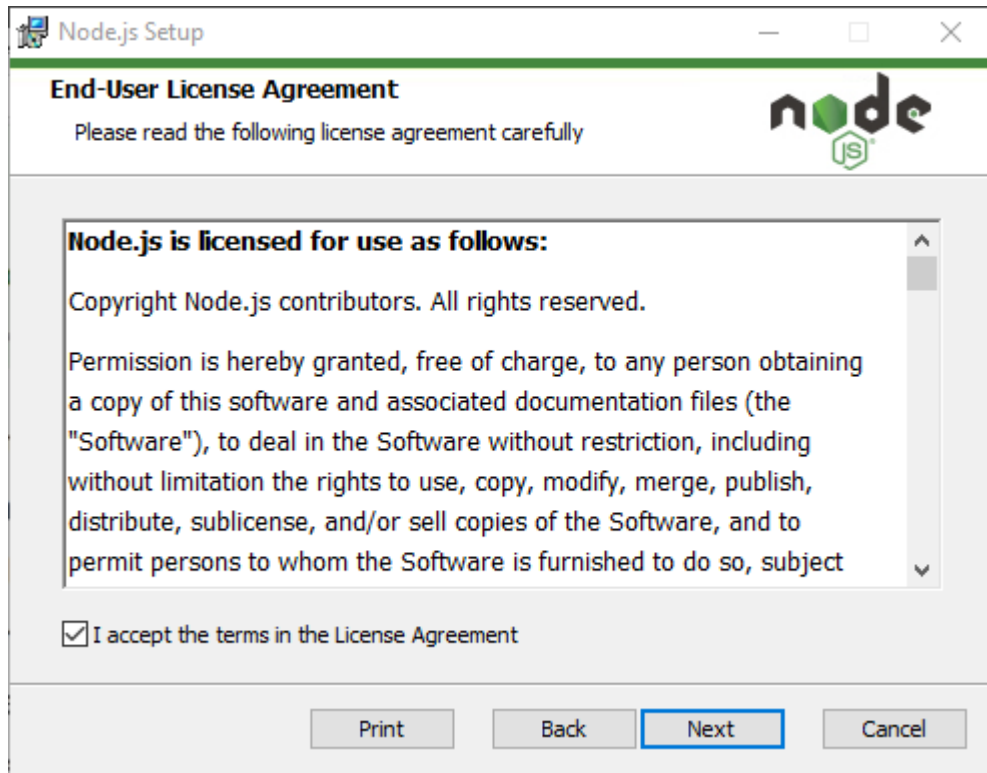 Node.js Setup
End-User License Agreement
Please read the following license agreement carefully
node
JS
Node.js is licensed for use as follows:
Copyright Node.js contributors. All rights reserved.
Permission is hereby granted, free of charge, to any person obtaining
a copy of this software and associated documentation files (the
"Software"), to deal in the Software without restriction, including
without limitation the rights to use, copy, modify, merge, publish,
distribute, sublicense, and/or sell copies of the Software, and to
permit persons to whom the Software is furnished to do so, subject
I accept the terms in the License Agreement
Print Back Next Cancel